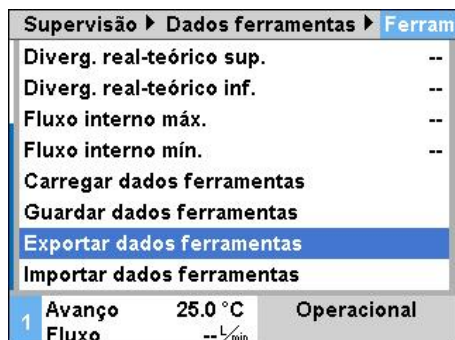 Supervisão ▶ Dados ferramentas ▶ Ferram
Diverg. real-teórico sup. --
Diverg. real-teórico inf. --
Fluxo interno máx. --
Fluxo interno mín. --
Carregar dados ferramentas
Guardar dados ferramentas
Exportar dados ferramentas
Importar dados ferramentas
1 Avanço 25.0 °C Operacional
Fluxo -- L/min